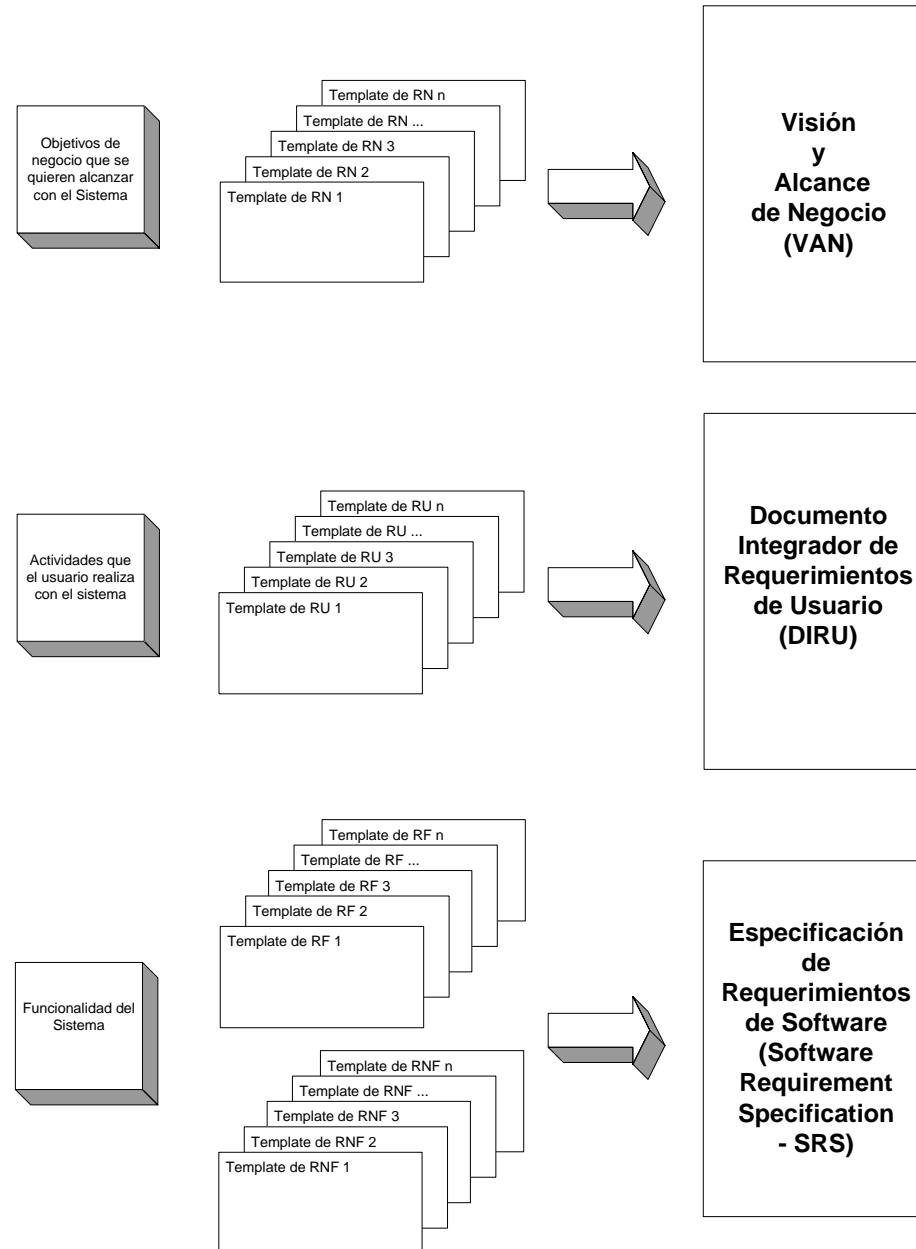 Objetivos de
negocio que se
quieren alcanzar
con el Sistema
Template de RN n
Template de RN ...
Template de RN 3
Template de RN 2
Template de RN 1
Visión
y
Alcance
de Negocio
(VAN)
Actividades que
el usuario realiza
con el sistema
Template de RU n
Template de RU ...
Template de RU 3
Template de RU 2
Template de RU 1
Documento
Integrador de
Requerimientos
de Usuario
(DIRU)
Funcionalidad del
Sistema
Template de RF n
Template de RF ...
Template de RF 3
Template de RF 2
Template de RF 1
Template de RNF n
Template de RNF ...
Template de RNF 3
Template de RNF 2
Template de RNF 1
Especificación
de
Requerimientos
de Software
(Software
Requirement
Specification
- SRS)